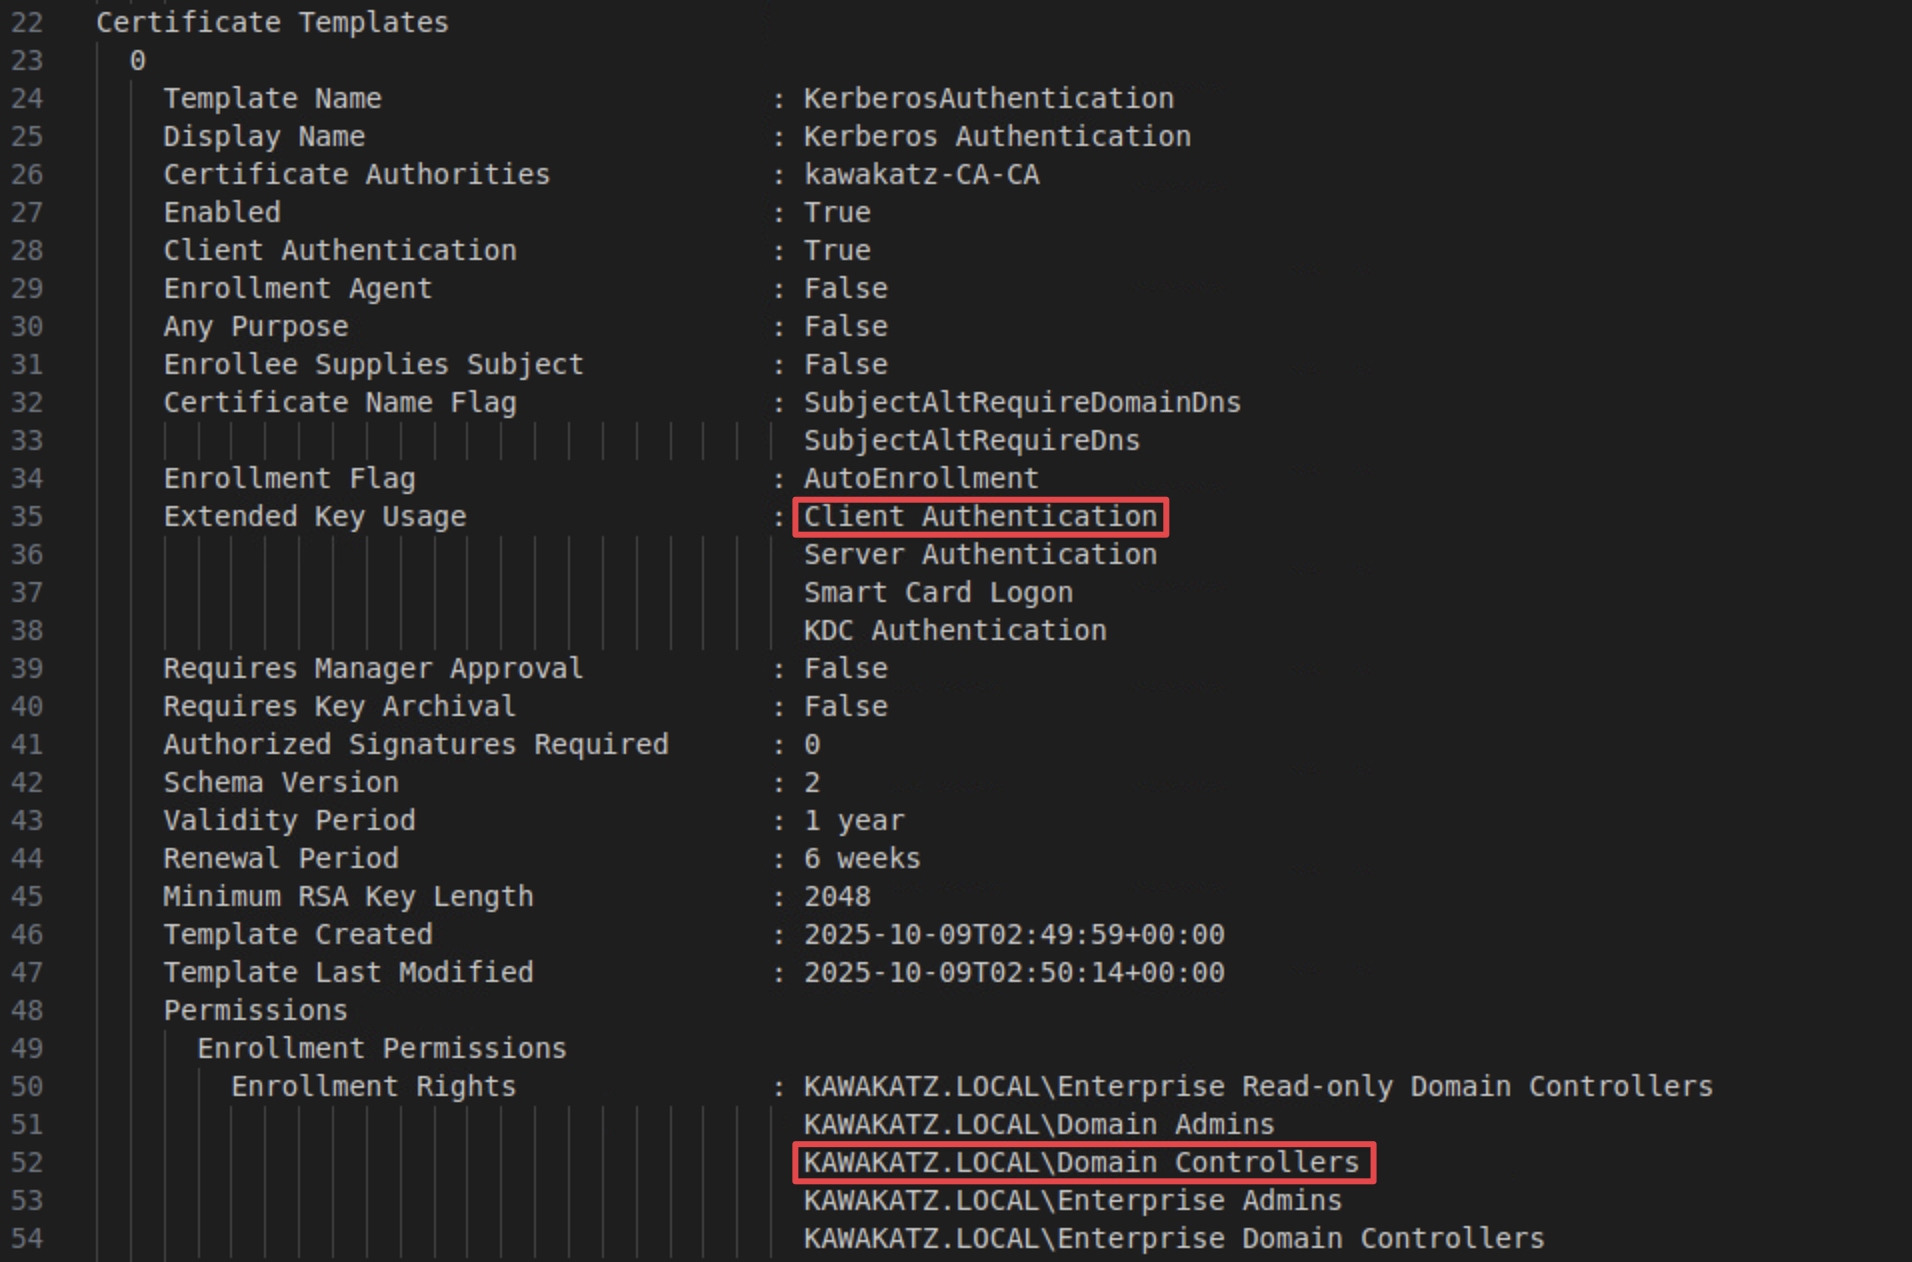 22 Certificate Templates
23 0
24 Template Name : KerberosAuthentication
25 Display Name : Kerberos Authentication
26 Certificate Authorities : kawakatz-CA-CA
27 Enabled : True
28 Client Authentication : True
29 Enrollment Agent : False
30 Any Purpose : False
31 Enrollee Supplies Subject : False
32 Certificate Name Flag : SubjectAltRequireDomainDns
33 SubjectAltRequireDns
34 Enrollment Flag : AutoEnrollment
35 Extended Key Usage : Client Authentication
36 Server Authentication
37 Smart Card Logon
38 KDC Authentication
39 Requires Manager Approval : False
40 Requires Key Archival : False
41 Authorized Signatures Required : 0
42 Schema Version : 2
43 Validity Period : 1 year
44 Renewal Period : 6 weeks
45 Minimum RSA Key Length : 2048
46 Template Created : 2025-10-09T02:49:59+00:00
47 Template Last Modified : 2025-10-09T02:50:14+00:00
48 Permissions
49 Enrollment Permissions
50 Enrollment Rights : KAWAKATZ.LOCAL\Enterprise Read-only Domain Controllers
51 KAWAKATZ.LOCAL\Domain Admins
52 KAWAKATZ.LOCAL\Domain Controllers
53 KAWAKATZ.LOCAL\Enterprise Admins
54 KAWAKATZ.LOCAL\Enterprise Domain Controllers